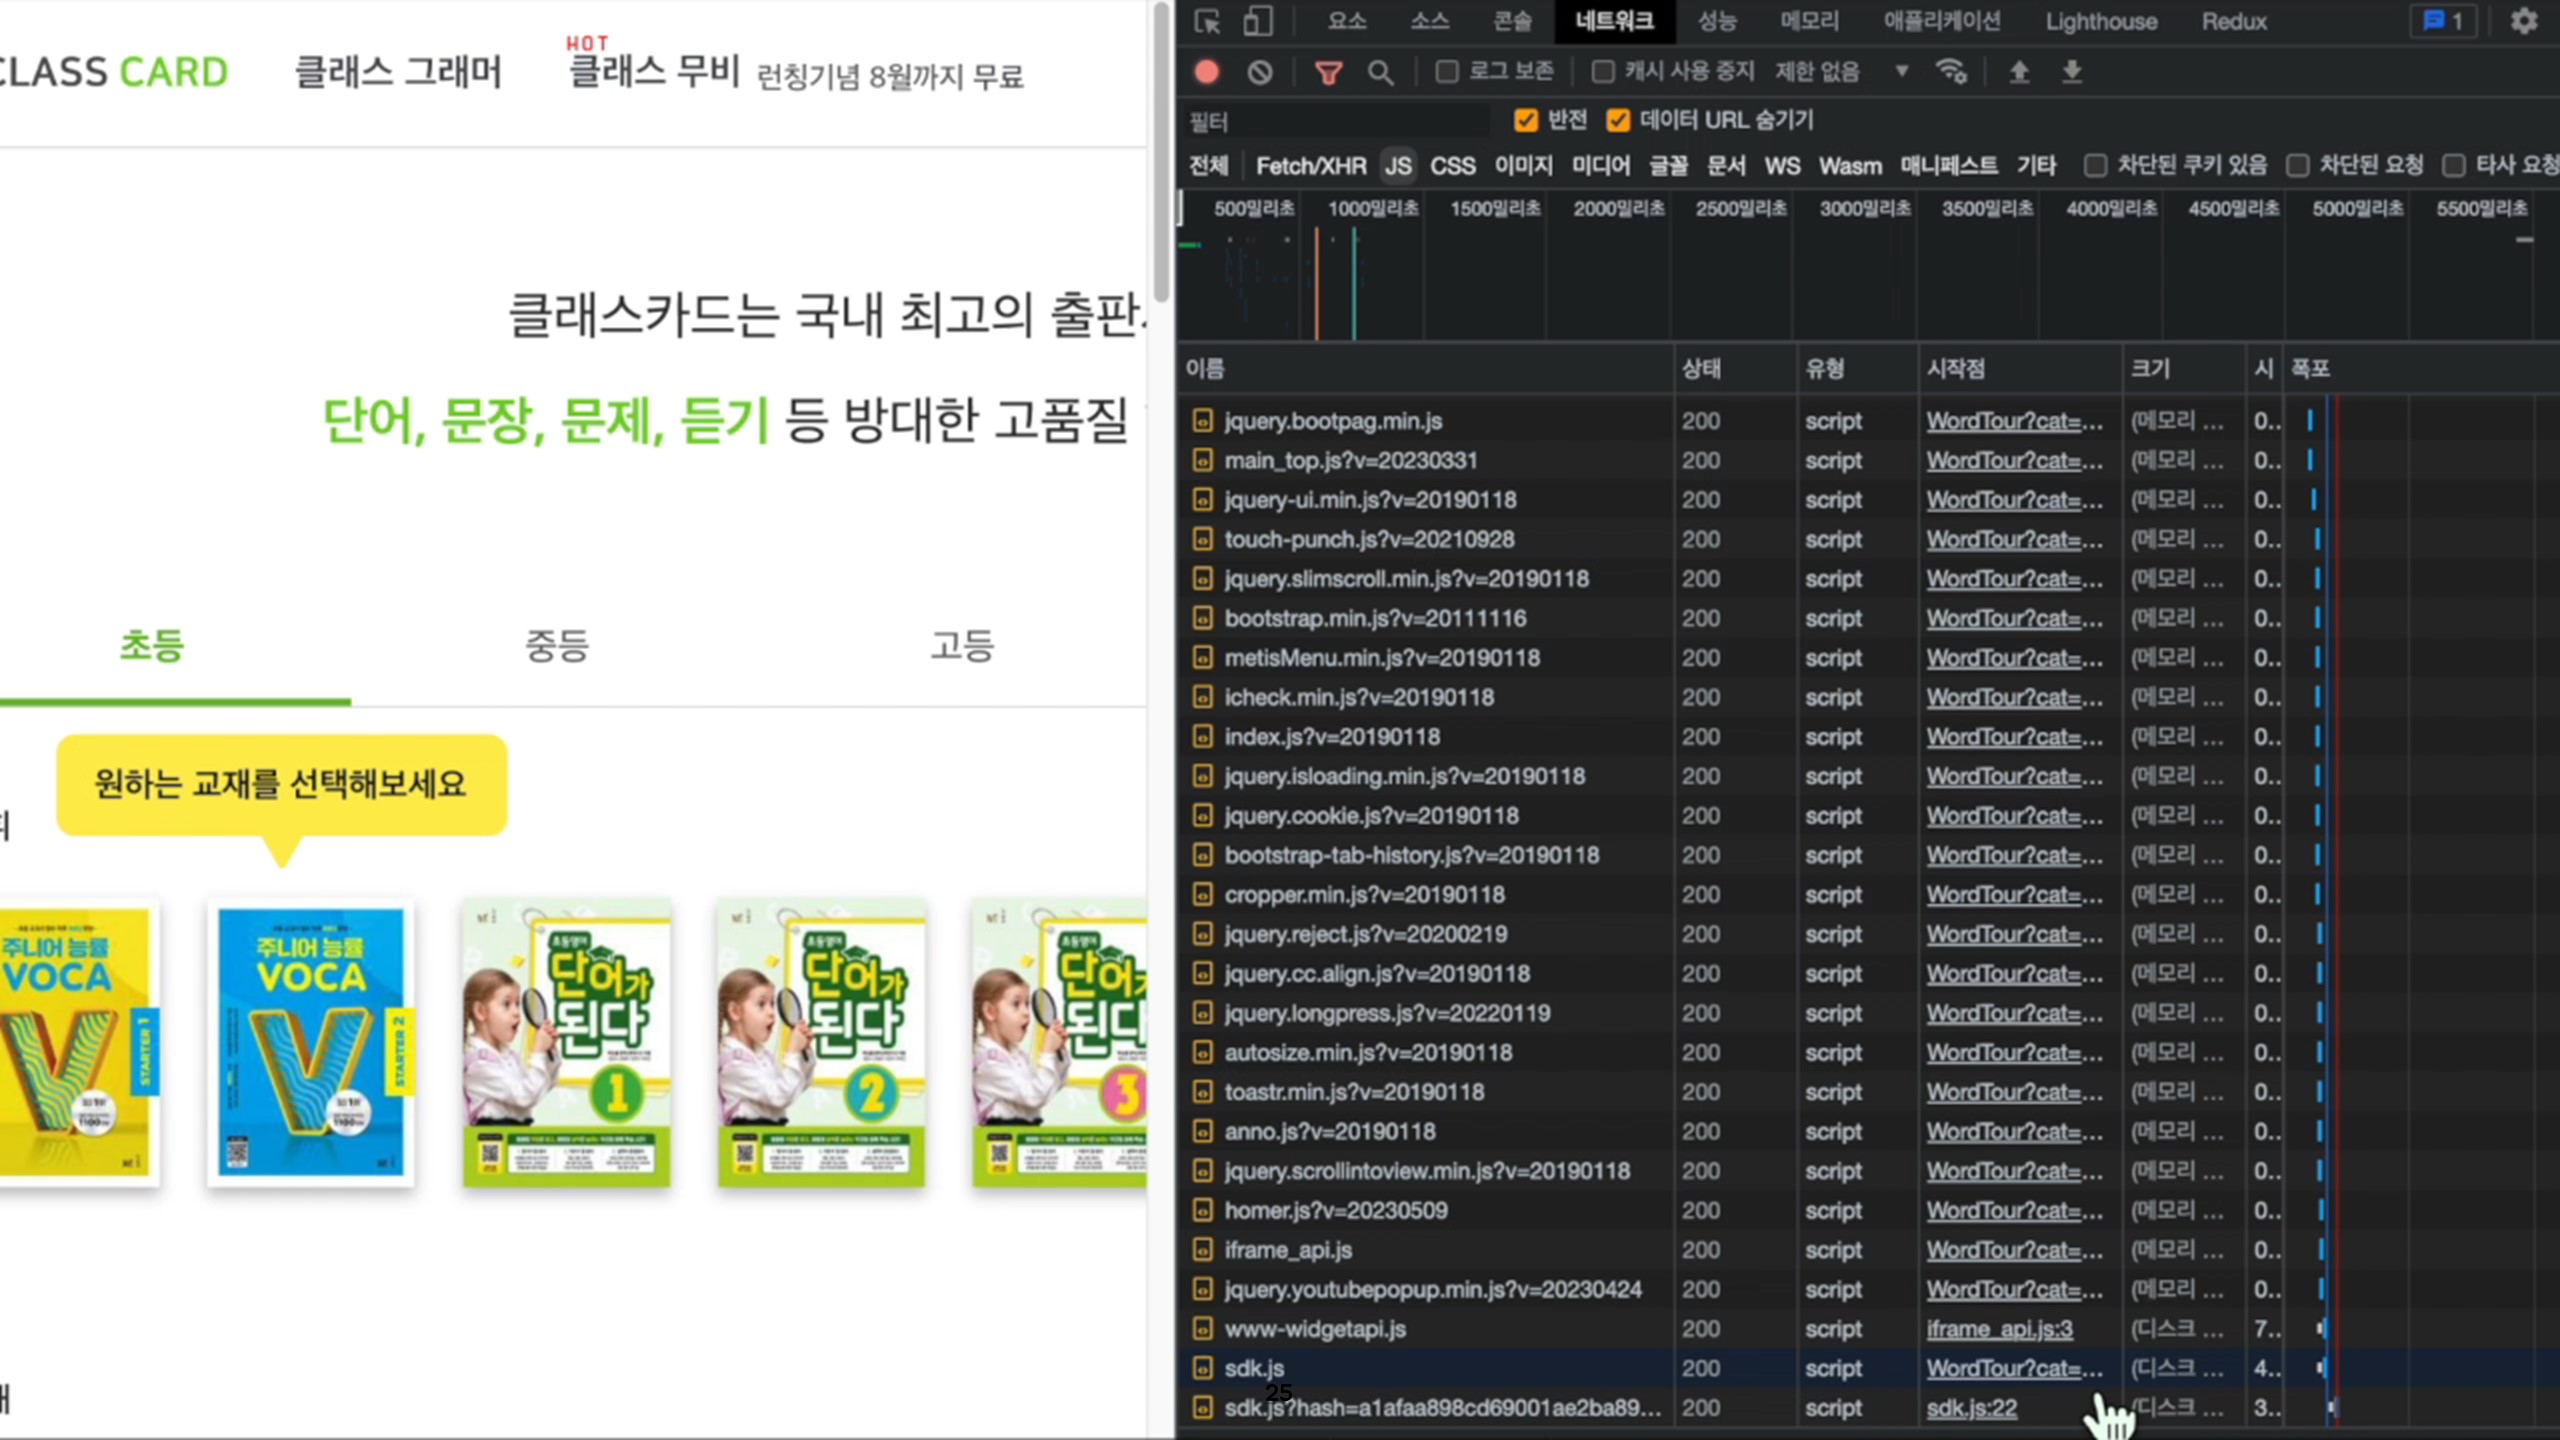 CLASS CARD
클래스 그래머
HOT
클래스 무비 런칭기념 8월까지 무료
클래스카드는 국내 최고의 출판
단어, 문장, 문제, 듣기 등 방대한 고품질
초등
중등
고등
원하는 교재를 선택해보세요
주니어 능률
VOCA
STARTER 1
주니어 능률
VOCA
STARTER 2
초등영어
단어가
된다
1
초등영어
단어가
된다
2
초등영어
단어가
된다
3
요소 소스 콘솔 네트워크 성능 메모리 애플리케이션 Lighthouse Redux 1
로그 보존 캐시 사용 중지 제한 없음
필터 반전 데이터 URL 숨기기
전체 Fetch/XHR JS CSS 이미지 미디어 글꼴 문서 WS Wasm 매니페스트 기타 차단된 쿠키 있음 차단된 요청 타사 요청
500밀리초 1000밀리초 1500밀리초 2000밀리초 2500밀리초 3000밀리초 3500밀리초 4000밀리초 4500밀리초 5000밀리초 5500밀리초
이름 상태 유형 시작점 크기 시 폭포
jquery.bootpag.min.js 200 script WordTour?cat=... (메모리 ... 0..
main_top.js?v=20230331 200 script WordTour?cat=... (메모리 ... 0..
jquery-ui.min.js?v=20190118 200 script WordTour?cat=... (메모리 ... 0..
touch-punch.js?v=20210928 200 script WordTour?cat=... (메모리 ... 0..
jquery.slimscroll.min.js?v=20190118 200 script WordTour?cat=... (메모리 ... 0..
bootstrap.min.js?v=20111116 200 script WordTour?cat=... (메모리 ... 0..
metisMenu.min.js?v=20190118 200 script WordTour?cat=... (메모리 ... 0..
icheck.min.js?v=20190118 200 script WordTour?cat=... (메모리 ... 0..
index.js?v=20190118 200 script WordTour?cat=... (메모리 ... 0..
jquery.isloading.min.js?v=20190118 200 script WordTour?cat=... (메모리 ... 0..
jquery.cookie.js?v=20190118 200 script WordTour?cat=... (메모리 ... 0..
bootstrap-tab-history.js?v=20190118 200 script WordTour?cat=... (메모리 ... 0..
cropper.min.js?v=20190118 200 script WordTour?cat=... (메모리 ... 0..
jquery.reject.js?v=20200219 200 script WordTour?cat=... (메모리 ... 0..
jquery.cc.align.js?v=20190118 200 script WordTour?cat=... (메모리 ... 0..
jquery.longpress.js?v=20220119 200 script WordTour?cat=... (메모리 ... 0..
autosize.min.js?v=20190118 200 script WordTour?cat=... (메모리 ... 0..
toastr.min.js?v=20190118 200 script WordTour?cat=... (메모리 ... 0..
anno.js?v=20190118 200 script WordTour?cat=... (메모리 ... 0..
jquery.scrollintoview.min.js?v=20190118 200 script WordTour?cat=... (메모리 ... 0..
homer.js?v=20230509 200 script WordTour?cat=... (메모리 ... 0..
iframe_api.js 200 script WordTour?cat=... (메모리 ... 0..
jquery.youtubepopup.min.js?v=20230424 200 script WordTour?cat=... (메모리 ... 0..
www-widgetapi.js 200 script iframe_api.js:3 (디스크 ... 7..
sdk.js 200 script WordTour?cat=... (디스크 ... 4..
25
sdk.js?hash=a1afaa898cd69001ae2ba89... 200 script sdk.js:22 (디스크 ... 3..